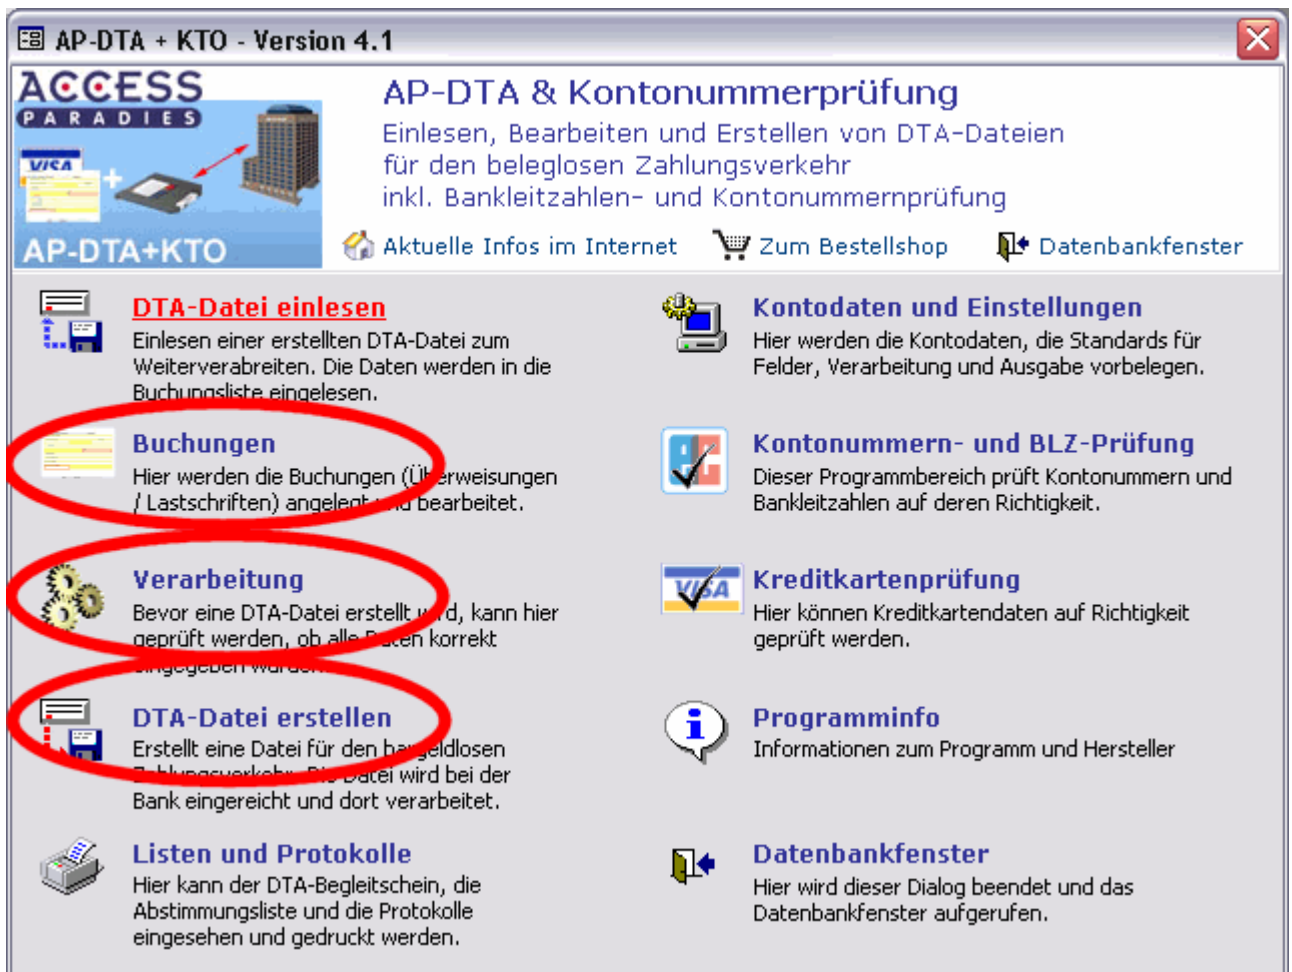 AP-DTA + KTO - Version 4.1
ACCESS
PARADIES
VISA
AP-DTA+KTO
AP-DTA & Kontonummerprüfung
Einlesen, Bearbeiten und Erstellen von DTA-Dateien
für den beleglosen Zahlungsverkehr
inkl. Bankleitzahlen- und Kontonummernprüfung
Aktuelle Infos im Internet Zum Bestellshop Datenbankfenster
DTA-Datei einlesen
Einlesen einer erstellten DTA-Datei zum
Weiterverabreiten. Die Daten werden in die
Buchungsliste eingelesen.
Buchungen
Hier werden die Buchungen (Überweisungen
/ Lastschriften) angelegt und bearbeitet.
Verarbeitung
Bevor eine DTA-Datei erstellt wird, kann hier
geprüft werden, ob alle Daten korrekt
eingegeben wurden.
DTA-Datei erstellen
Erstellt eine Datei für den bargeldlosen
Zahlungsverkehr. Die Datei wird bei der
Bank eingereicht und dort verarbeitet.
Listen und Protokolle
Hier kann der DTA-Begleitschein, die
Abstimmungsliste und die Protokolle
eingesehen und gedruckt werden.
Kontodaten und Einstellungen
Hier werden die Kontodaten, die Standards für
Felder, Verarbeitung und Ausgabe vorbelegen.
Kontonummern- und BLZ-Prüfung
Dieser Programmbereich prüft Kontonummern und
Bankleitzahlen auf deren Richtigkeit.
VISA
Kreditkartenprüfung
Hier können Kreditkartendaten auf Richtigkeit
geprüft werden.
Programminfo
Informationen zum Programm und Hersteller
Datenbankfenster
Hier wird dieser Dialog beendet und das
Datenbankfenster aufgerufen.